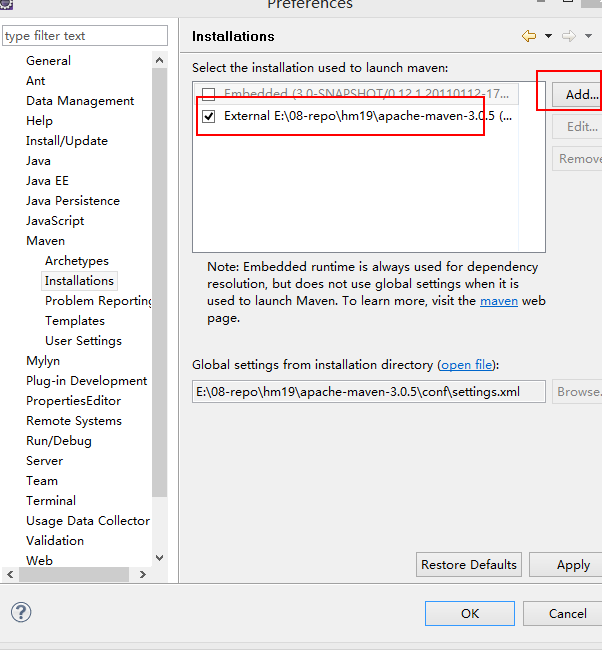 Preferences
type filter text
General
Ant
Data Management
Help
Install/Update
Java
Java EE
Java Persistence
JavaScript
Maven
Archetypes
Installations
Problem Reporting
Templates
User Settings
Mylyn
Plug-in Development
PropertiesEditor
Remote Systems
Run/Debug
Server
Team
Terminal
Usage Data Collector
Validation
Web
Installations
Select the installation used to launch maven:
Embedded (3.0-SNAPSHOT/0.12.1.20110112-17...
External E:\08-repo\hm19\apache-maven-3.0.5 (...
Add...
Edit...
Remove
Note: Embedded runtime is always used for dependency
resolution, but does not use global settings when it is
used to launch Maven. To learn more, visit the maven web
page.
Global settings from installation directory (open file):
E:\08-repo\hm19\apache-maven-3.0.5\conf\settings.xml
Browse...
Restore Defaults
Apply
?
OK
Cancel